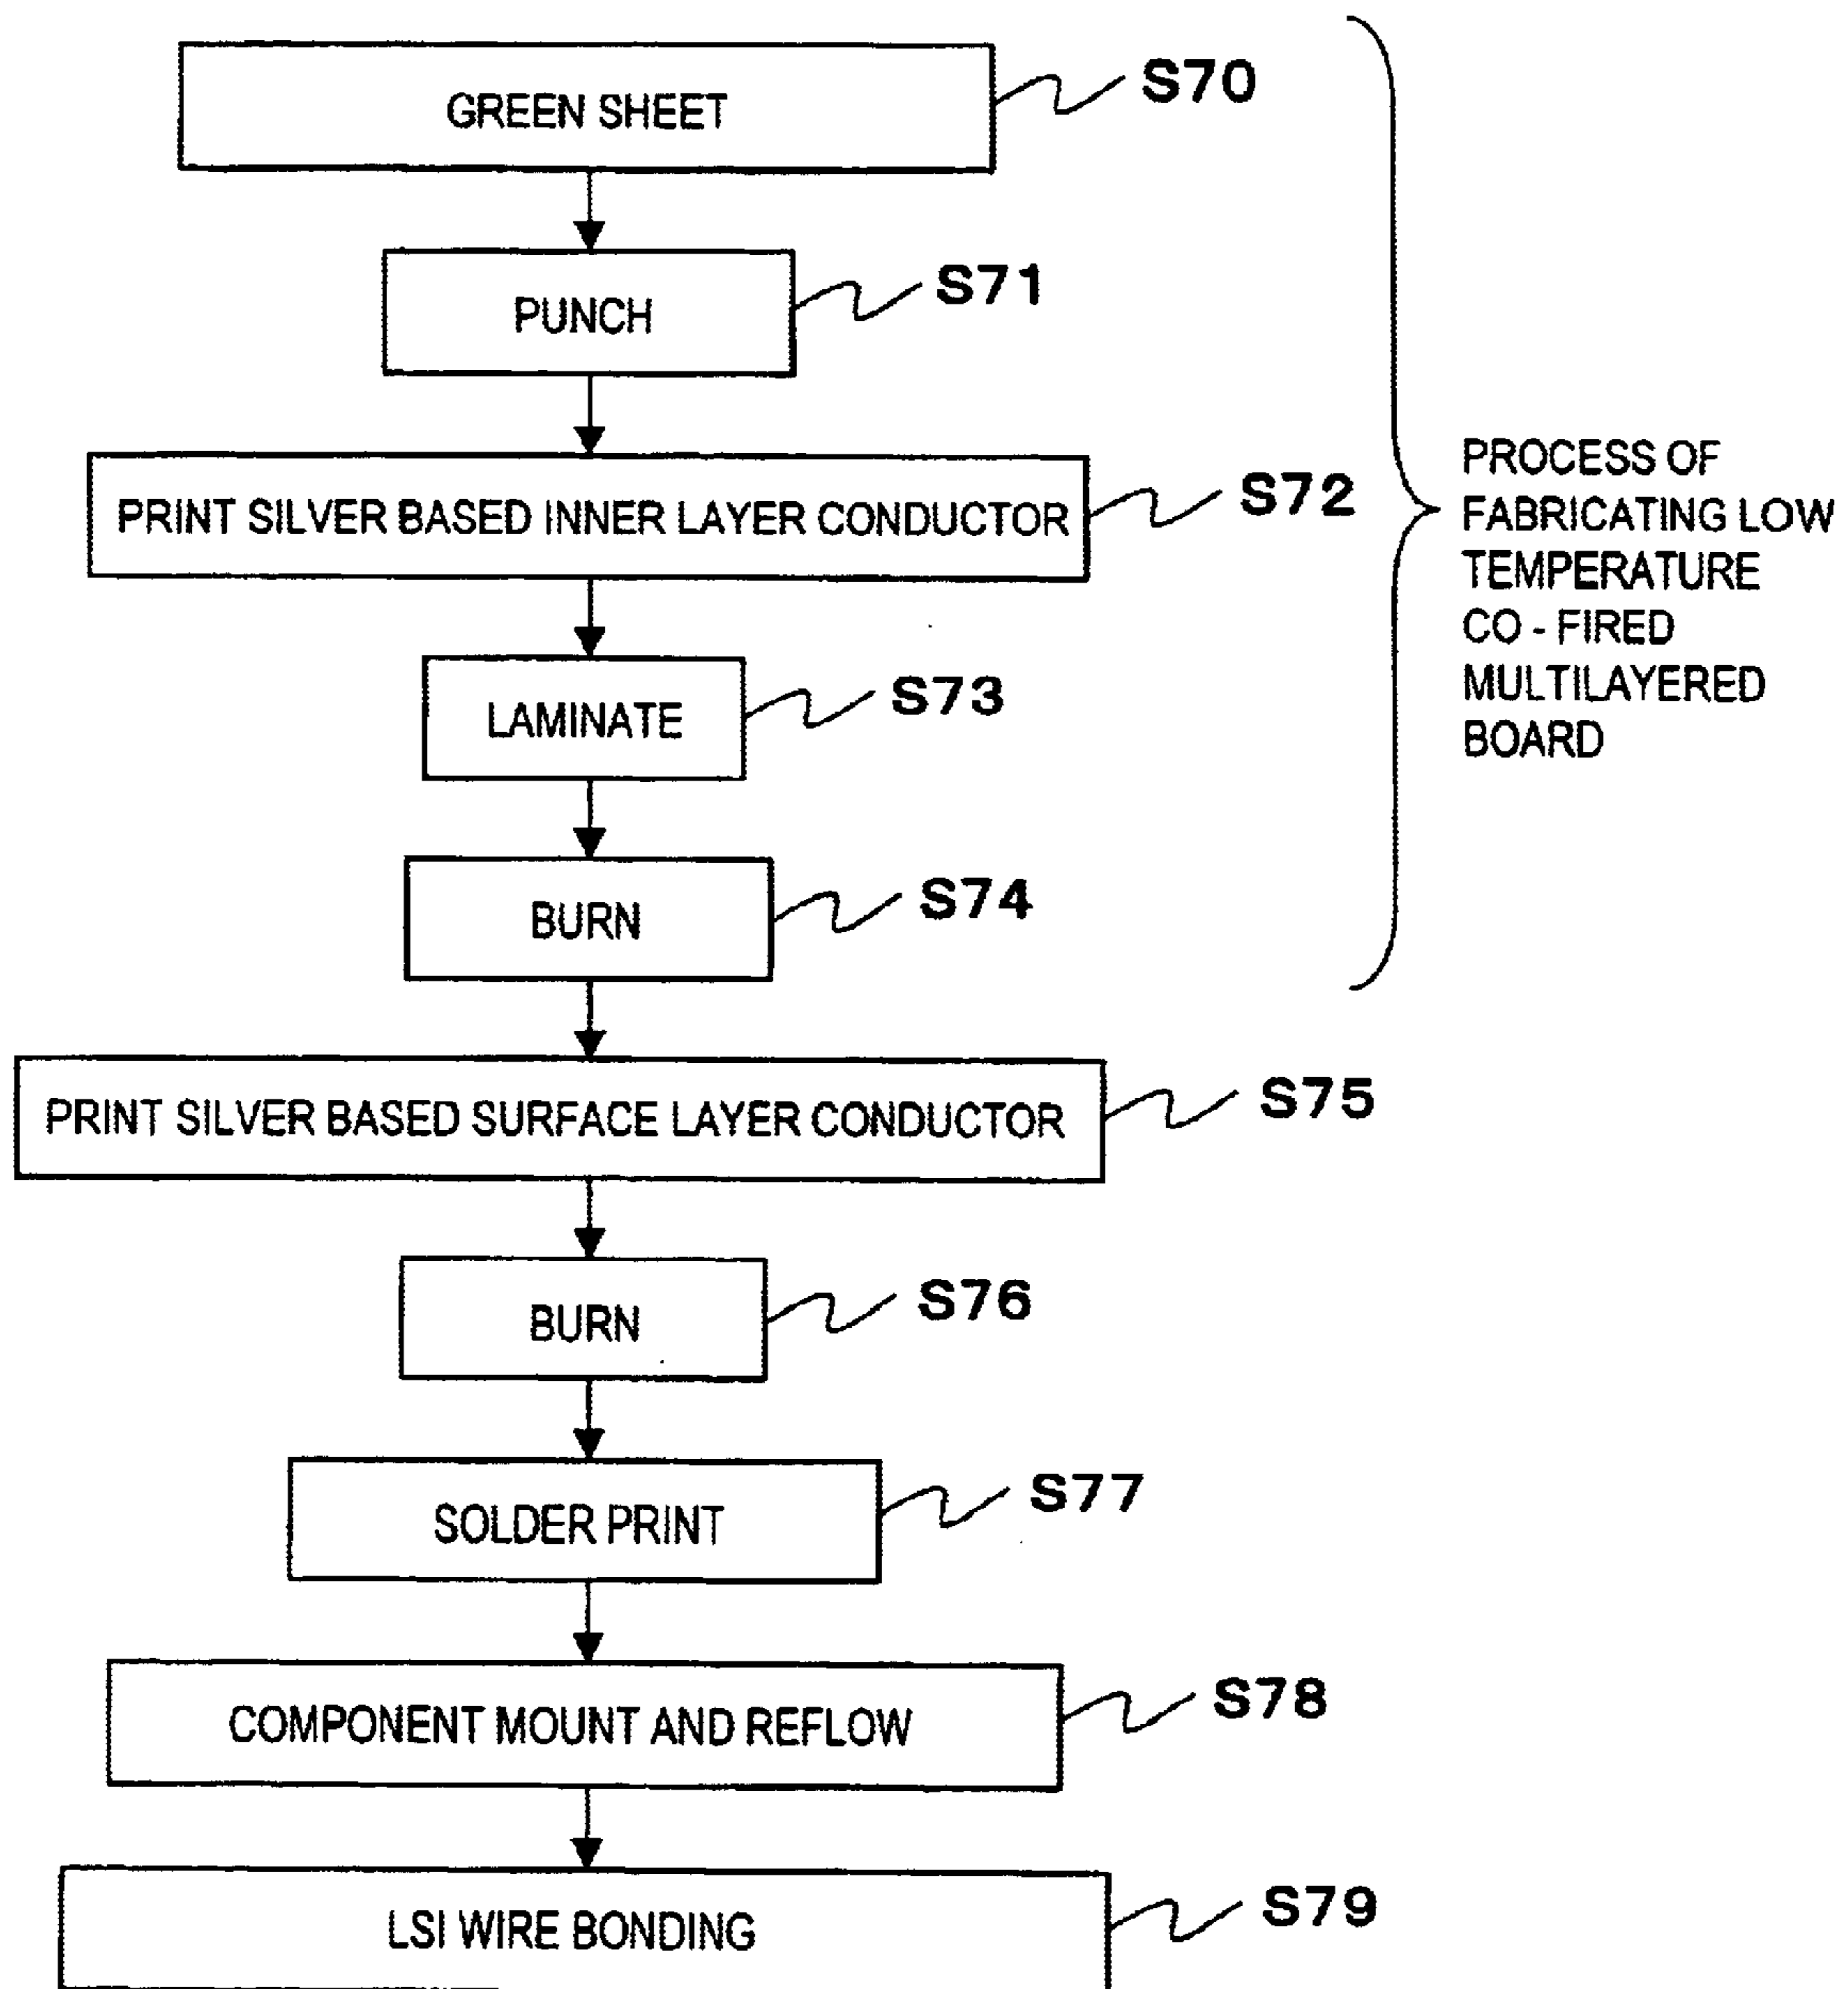 GREEN SHEET
S70
PUNCH
S71
PRINT SILVER BASED INNER LAYER CONDUCTOR
S72
PROCESS OF
FABRICATING LOW
TEMPERATURE
CO - FIRED
MULTILAYERED
BOARD
LAMINATE
S73
BURN
S74
PRINT SILVER BASED SURFACE LAYER CONDUCTOR
S75
BURN
S76
SOLDER PRINT
S77
COMPONENT MOUNT AND REFLOW
S78
LSI WIRE BONDING
S79